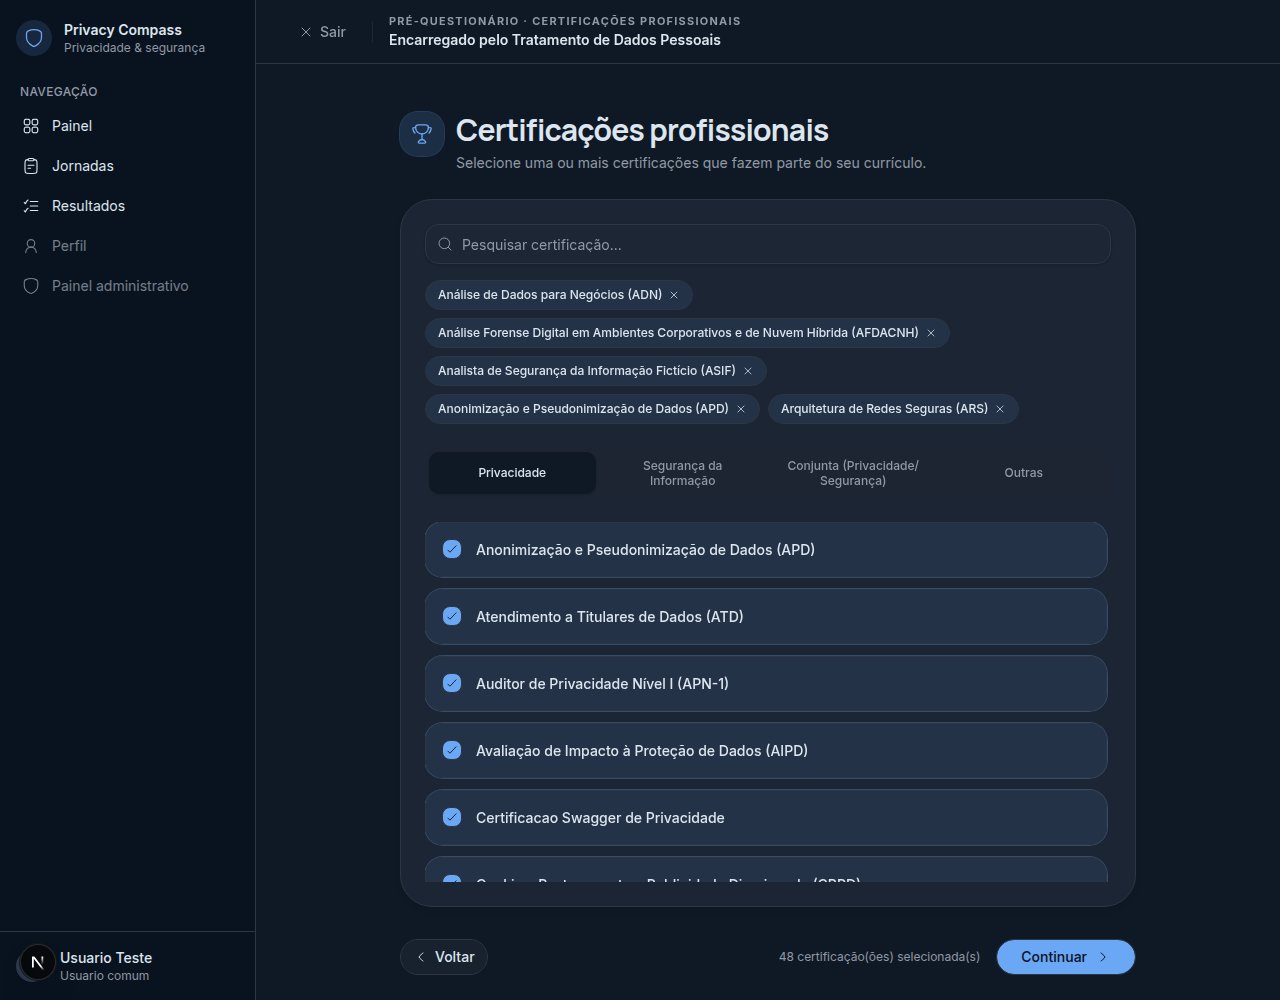 Privacy Compass
Privacidade & segurança
NAVEGAÇÃO
Painel
Jornadas
Resultados
Perfil
Painel administrativo
Usuario Teste
Usuario comum
Sair
PRÉ-QUESTIONÁRIO · CERTIFICAÇÕES PROFISSIONAIS
Encarregado pelo Tratamento de Dados Pessoais
Certificações profissionais
Selecione uma ou mais certificações que fazem parte do seu currículo.
Pesquisar certificação...
Análise de Dados para Negócios (ADN)
Análise Forense Digital em Ambientes Corporativos e de Nuvem Híbrida (AFDACNH)
Analista de Segurança da Informação Fictício (ASIF)
Anonimização e Pseudonimização de Dados (APD)
Arquitetura de Redes Seguras (ARS)
Privacidade
Segurança da
Informação
Conjunta (Privacidade/
Segurança)
Outras
Anonimização e Pseudonimização de Dados (APD)
Atendimento a Titulares de Dados (ATD)
Auditor de Privacidade Nível I (APN-1)
Avaliação de Impacto à Proteção de Dados (AIPD)
Certificacao Swagger de Privacidade
Voltar
48 certificação(ões) selecionada(s)
Continuar